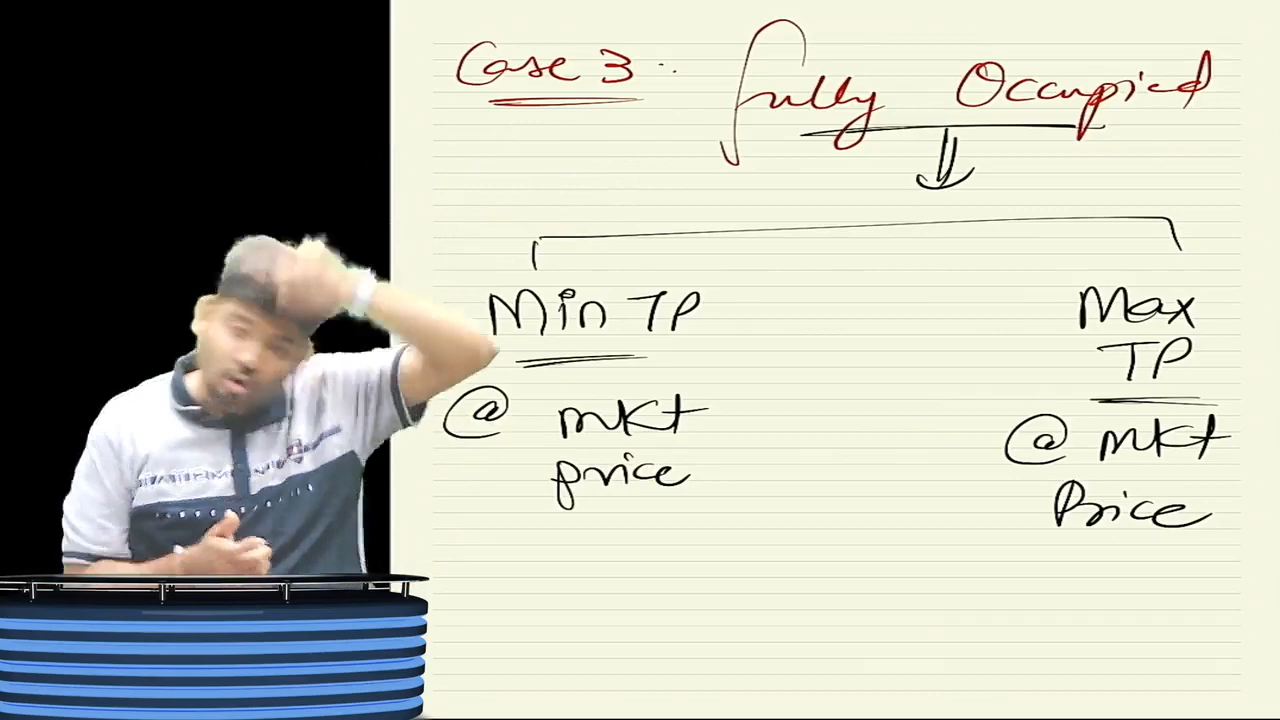 Case 3 :- fully Occupied
Min TP
@ mkt
price
Max
TP
@ mkt
Price